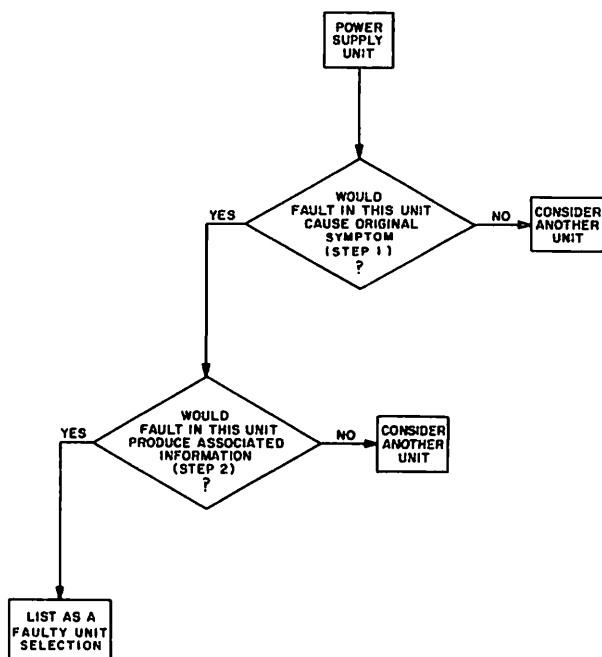 POWER
SUPPLY
UNIT
WOULD
FAULT IN THIS UNIT
CAUSE ORIGINAL
SYMPTOM
(STEP 1)
?
YES
NO
CONSIDER
ANOTHER
UNIT
WOULD
FAULT IN THIS UNIT
PRODUCE ASSOCIATED
INFORMATION
(STEP 2)
?
YES
NO
CONSIDER
ANOTHER
UNIT
LIST AS A
FAULTY UNIT
SELECTION